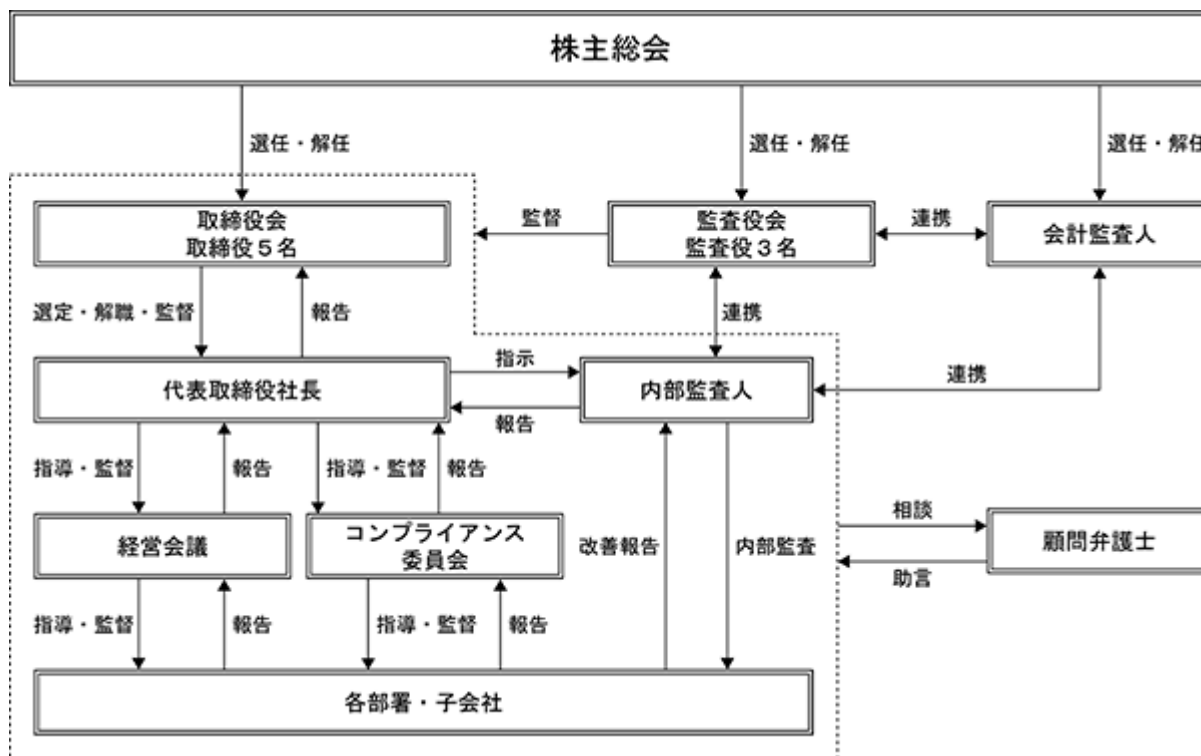 株主総会
選任・解任
選任・解任
選任・解任
取締役会
取締役5名
監督
監査役会
監査役3名
連携
会計監査人
選定・解職・監督
報告
連携
代表取締役社長
指示
報告
内部監査人
連携
指導・監督
報告
指導・監督
報告
経営会議
コンプライアンス
委員会
改善報告
内部監査
相談
助言
顧問弁護士
指導・監督
報告
指導・監督
報告
各部署・子会社